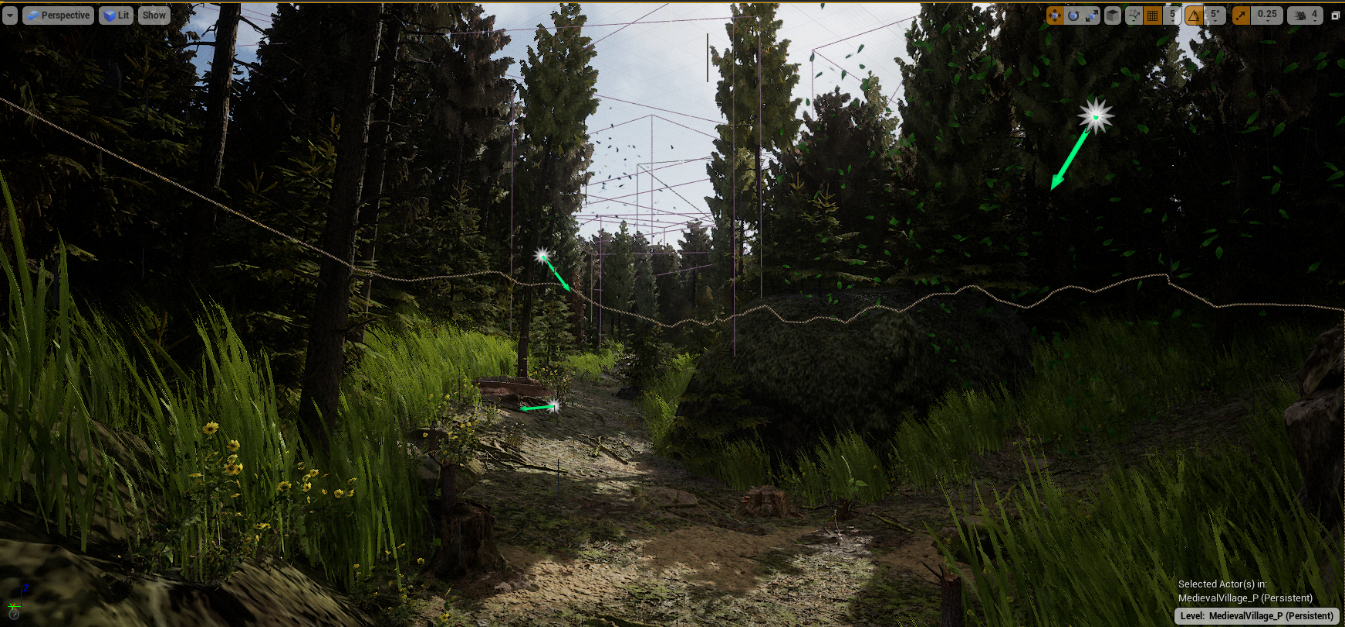 Perspective
Lit
Show
5
5°
0.25
4
Selected Actor(s) in:
MedievalVillage_P (Persistent)
Level: MedievalVillage_P (Persistent)